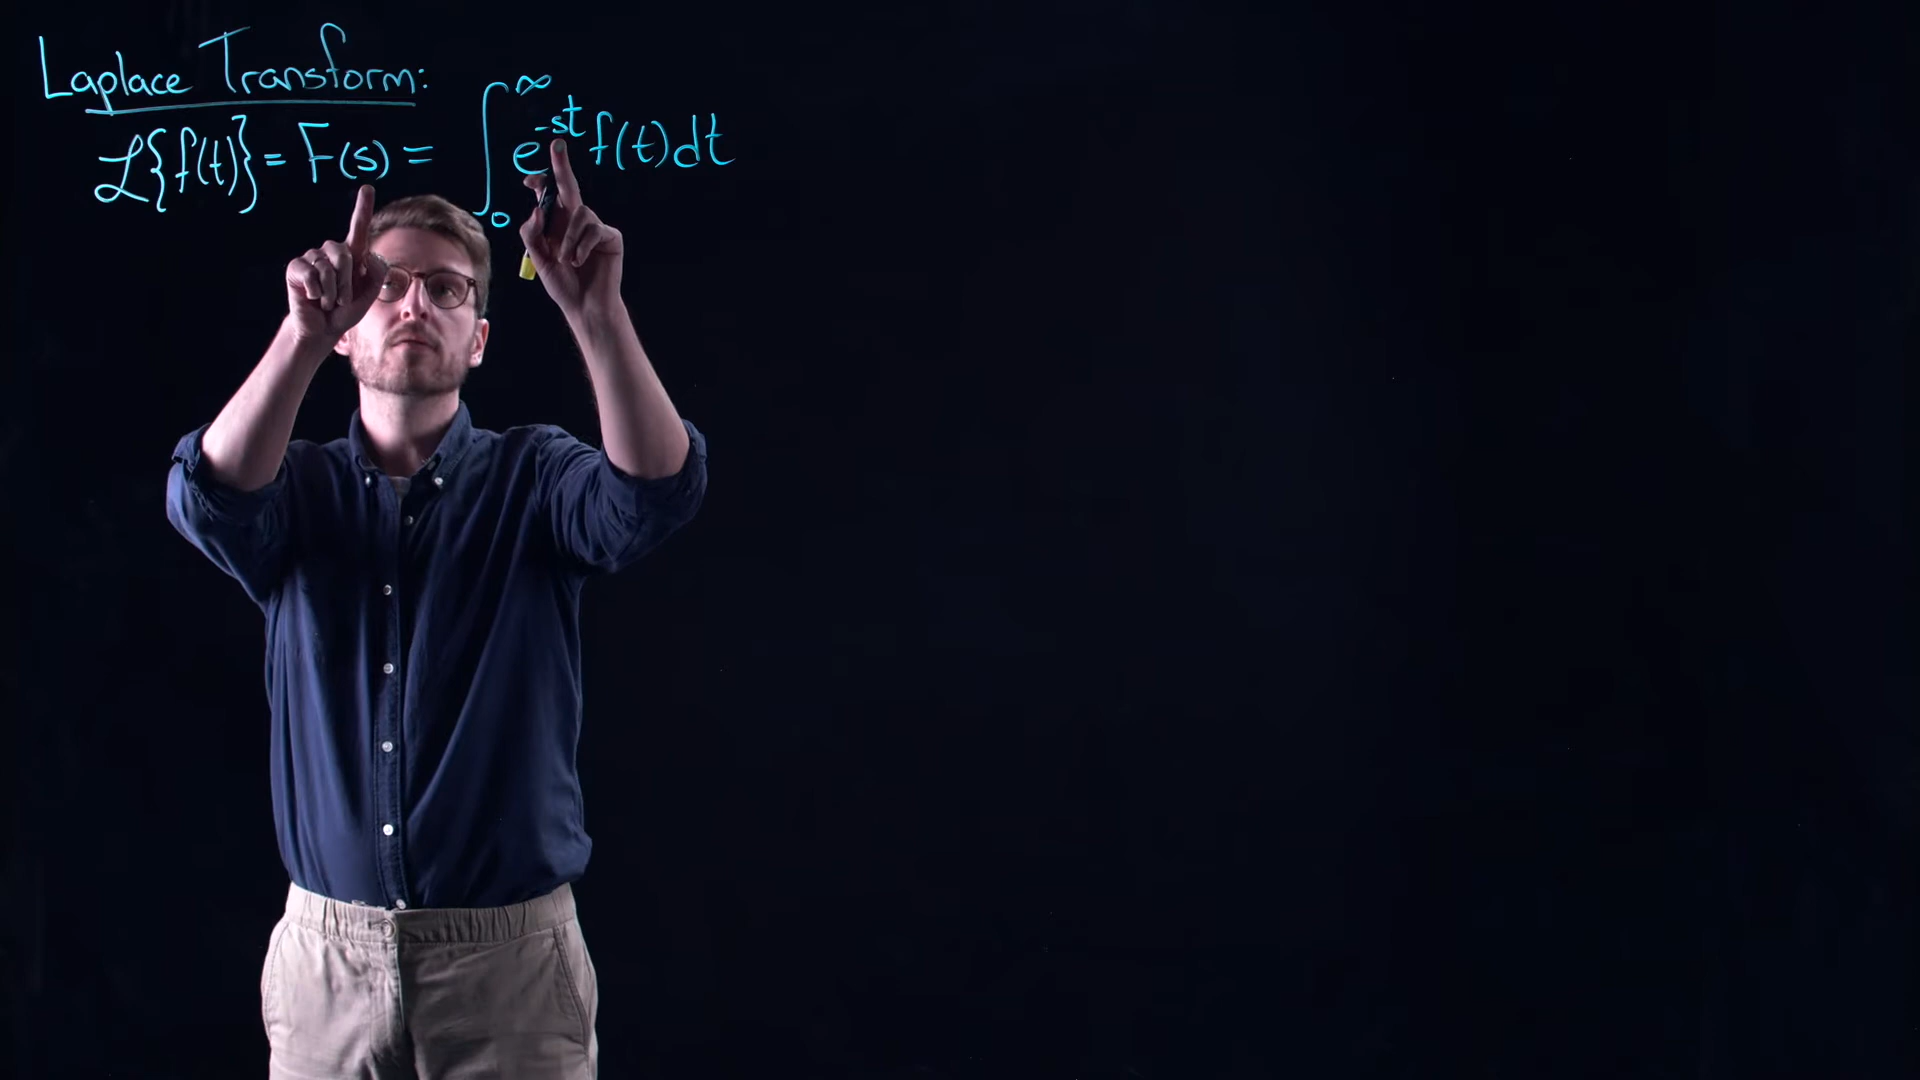 Laplace Transform:
ℒ{f(t)} = F(s) = ∫₀^∞ e^{-st} f(t)dt